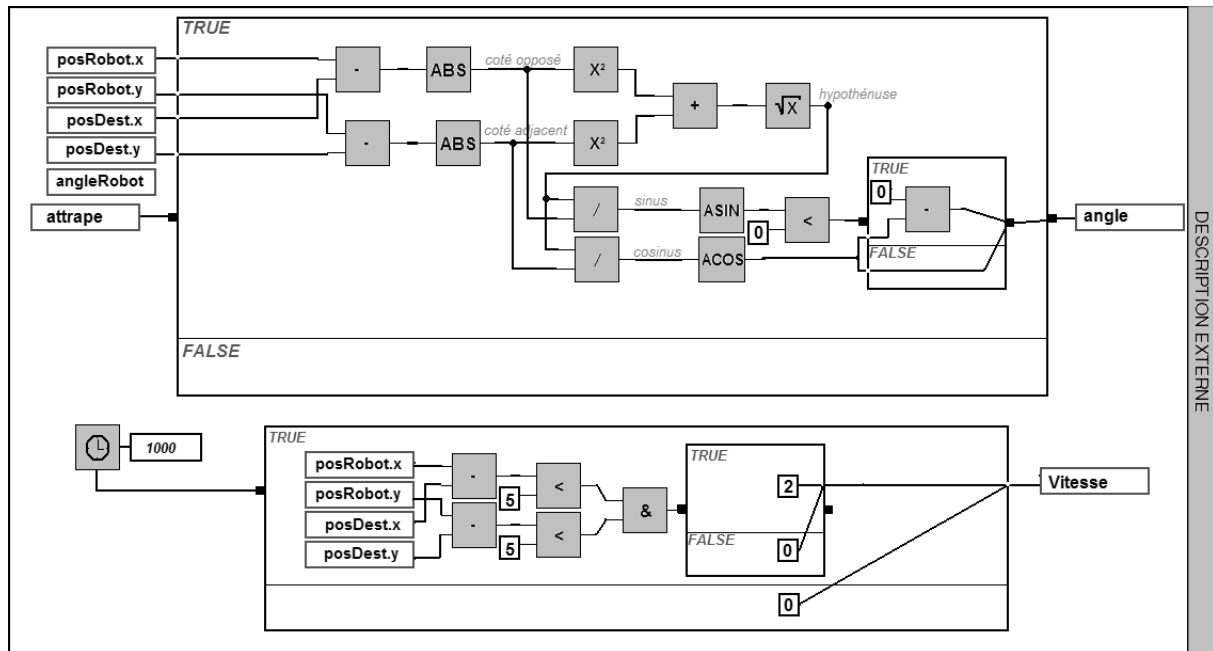 TRUE
posRobot.x
posRobot.y
posDest.x
posDest.y
angleRobot
attrape
-
ABS
coté opposé
X²
-
ABS
coté adjacent
X²
+
√X
hypothénuse
/
sinus
ASIN
0
<
/
cosinus
ACOS
TRUE
0
-
FALSE
angle
FALSE
DESCRIPTION EXTERNE
1000
TRUE
posRobot.x
posRobot.y
posDest.x
posDest.y
-
5
<
-
5
<
&
TRUE
2
FALSE
0
0
Vitesse